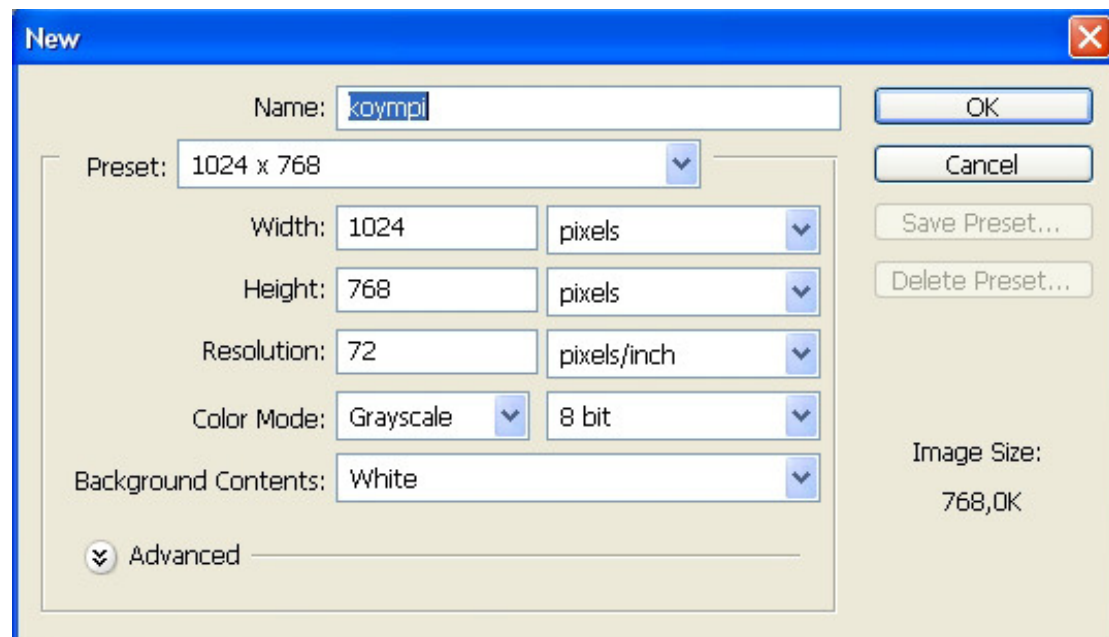 New
Name: koympi
OK
Preset: 1024 x 768
Cancel
Width: 1024 pixels
Save Preset...
Height: 768 pixels
Delete Preset...
Resolution: 72 pixels/inch
Color Mode: Grayscale 8 bit
Image Size:
Background Contents: White
768,0K
Advanced